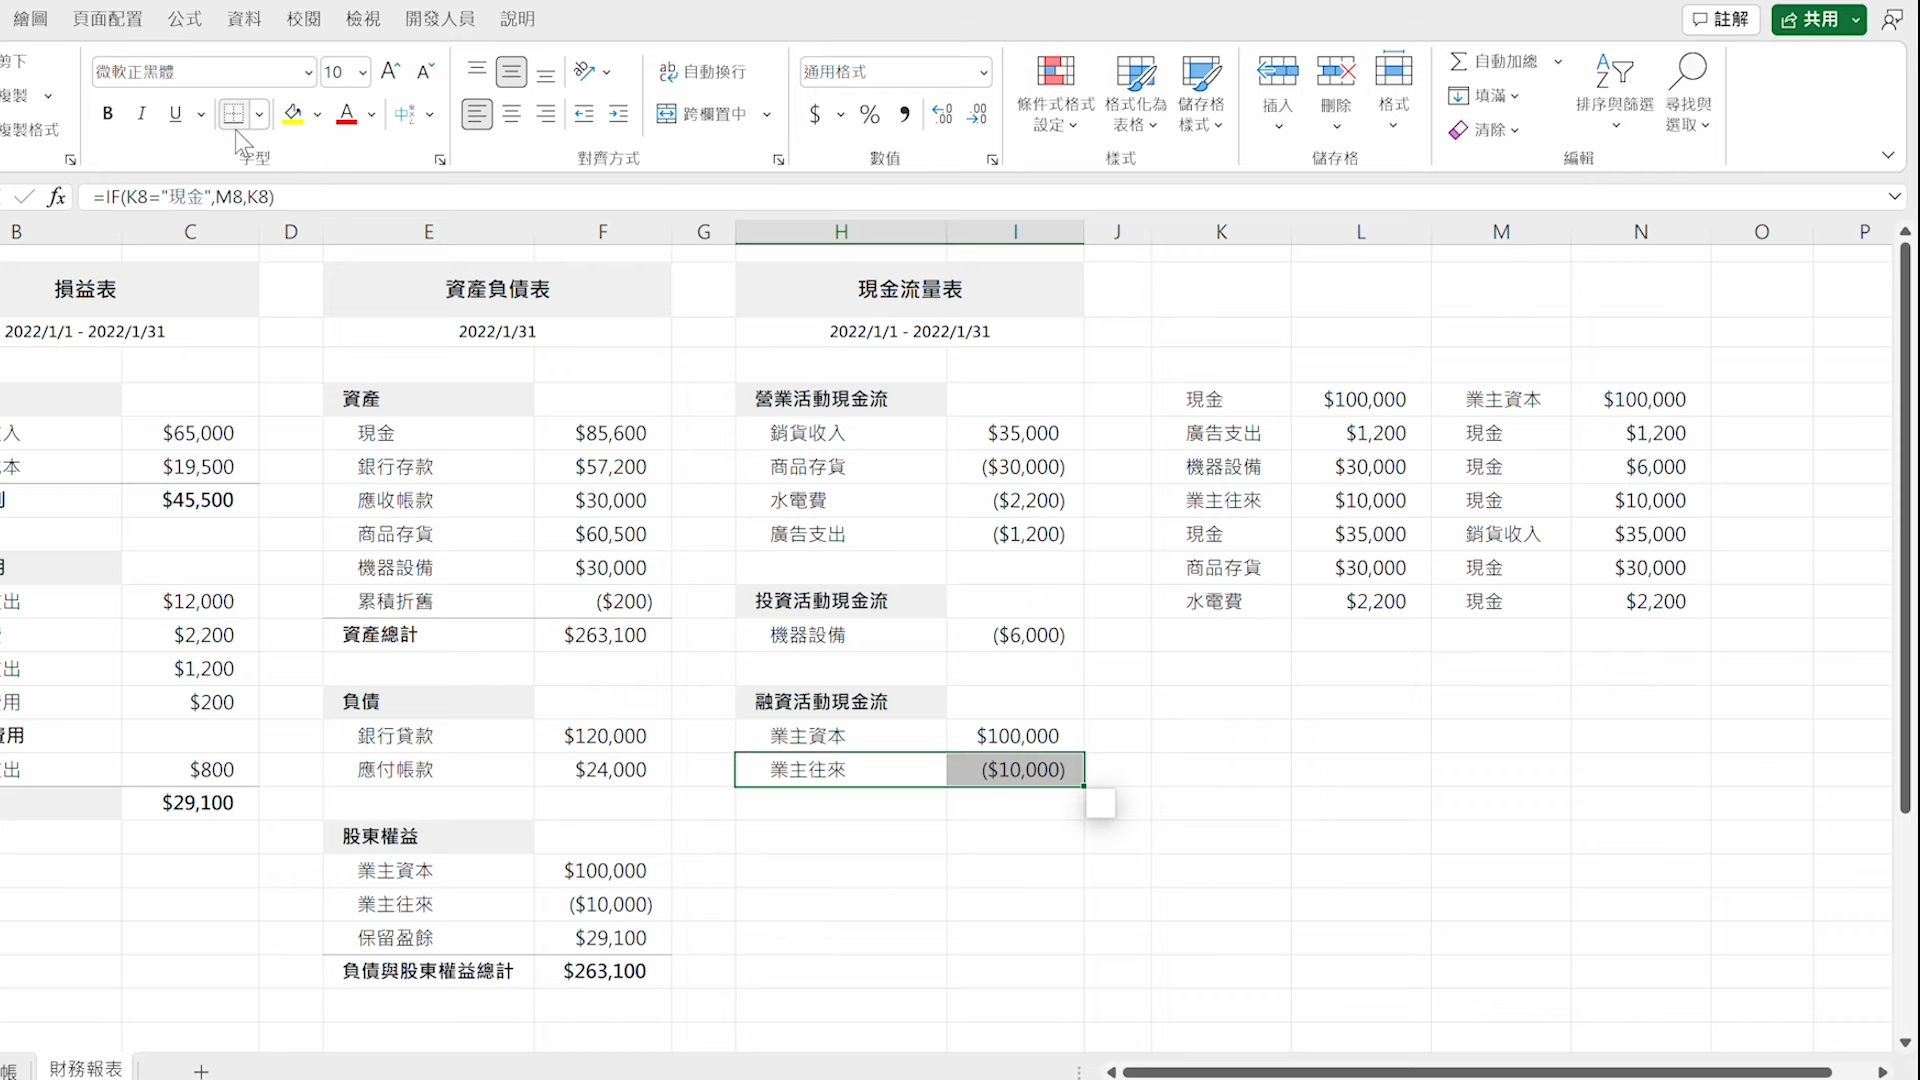 繪圖 頁面配置 公式 資料 校閱 檢視 開發人員 說明 註解 共用
剪下 微軟正黑體 10 A A 自動換行 通用格式 自動加總
複製 B I U A $ % 跨欄置中 條件式格式設定 格式化為表格 儲存格樣式 插入 刪除 格式 填滿 排序與篩選 尋找與選取
複製格式 清除
字型 對齊方式 數值 樣式 儲存格 編輯
fx =IF(K8="現金",M8,K8)
B C D E F G H I J K L M N O P
損益表 資產負債表 現金流量表
2022/1/1 - 2022/1/31 2022/1/31 2022/1/1 - 2022/1/31
資產 營業活動現金流 現金 $100,000 業主資本 $100,000
入 $65,000 現金 $85,600 銷貨收入 $35,000 廣告支出 $1,200 現金 $1,200
本 $19,500 銀行存款 $57,200 商品存貨 ($30,000) 機器設備 $30,000 現金 $6,000
$45,500 應收帳款 $30,000 水電費 ($2,200) 業主往來 $10,000 現金 $10,000
商品存貨 $60,500 廣告支出 ($1,200) 現金 $35,000 銷貨收入 $35,000
機器設備 $30,000 商品存貨 $30,000 現金 $30,000
出 $12,000 累積折舊 ($200) 投資活動現金流 水電費 $2,200 現金 $2,200
$2,200 資產總計 $263,100 機器設備 ($6,000)
出 $1,200
用 $200 負債 融資活動現金流
費用 銀行貸款 $120,000 業主資本 $100,000
出 $800 應付帳款 $24,000 業主往來 ($10,000)
$29,100
股東權益
業主資本 $100,000
業主往來 ($10,000)
保留盈餘 $29,100
負債與股東權益總計 $263,100
帳 財務報表 +